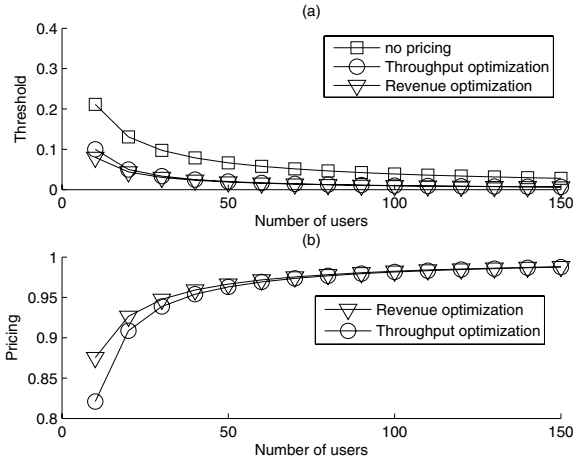 (a)
0.4
0.3
0.2
0.1
0
Threshold
no pricing
Throughput optimization
Revenue optimization
0 50 100 150
Number of users
(b)
1
0.95
0.9
0.85
0.8
Pricing
Revenue optimization
Throughput optimization
0 50 100 150
Number of users